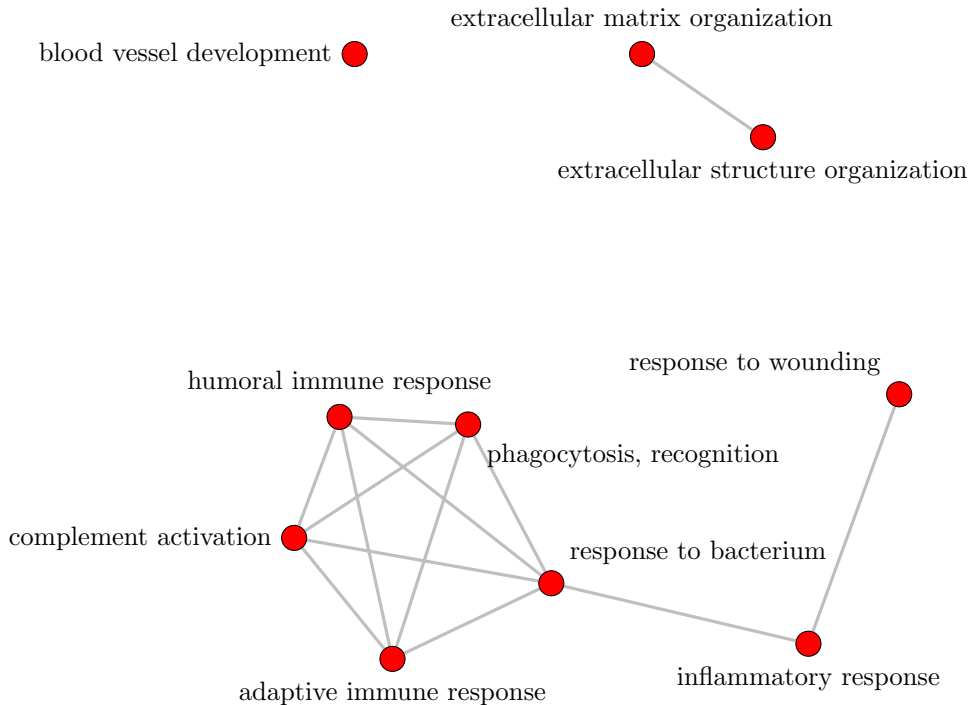 extracellular matrix organization
blood vessel development
extracellular structure organization
response to wounding
humoral immune response
phagocytosis, recognition
complement activation
response to bacterium
inflammatory response
adaptive immune response